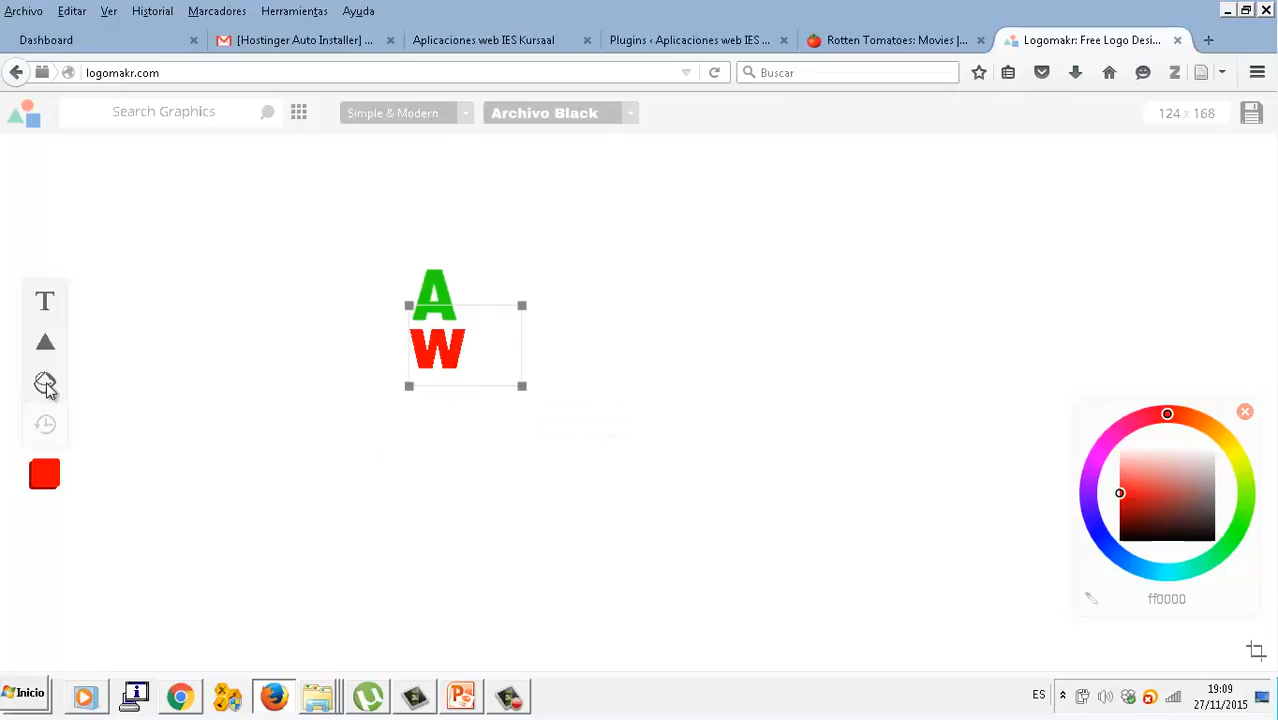 Archivo Editar Ver Historial Marcadores Herramientas Ayuda
Dashboard [Hostinger Auto Installer] ... Aplicaciones web IES Kursaal Plugins ‹ Aplicaciones web IES ... Rotten Tomatoes: Movies | ... Logomakr: Free Logo Desi...
logomakr.com Buscar
Search Graphics Simple & Modern Archivo Black 124 x 168
A
W
T
ff0000
Inicio ES 19:09
27/11/2015